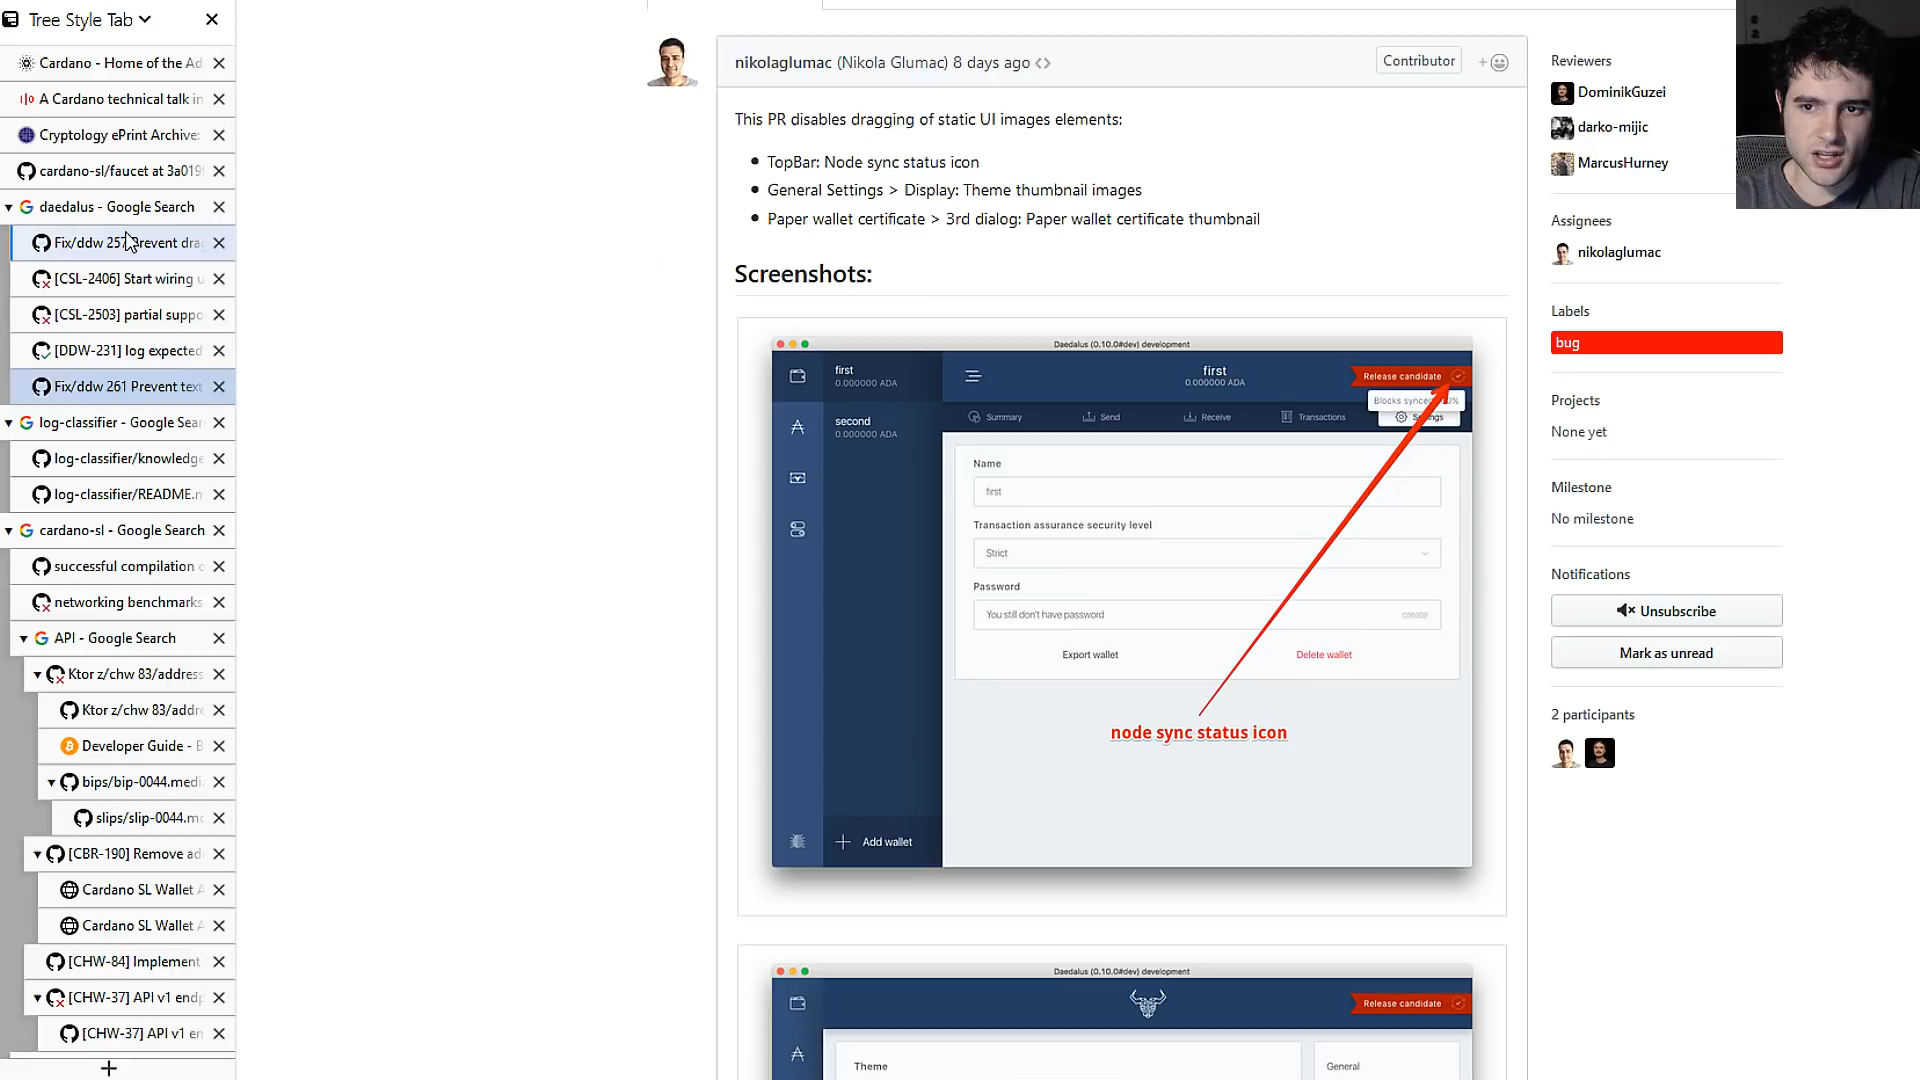 Tree Style Tab
Cardano - Home of the Ad
A Cardano technical talk in
Cryptology ePrint Archive:
cardano-sl/faucet at 3a019
daedalus - Google Search
Fix/ddw 257 Prevent drag
[CSL-2406] Start wiring u
[CSL-2503] partial suppo
[DDW-231] log expected
Fix/ddw 261 Prevent text
log-classifier - Google Sear
log-classifier/knowledge
log-classifier/README.m
cardano-sl - Google Search
successful compilation o
networking benchmarks
API - Google Search
Ktor z/chw 83/address
Ktor z/chw 83/addre
Developer Guide - B
bips/bip-0044.medi
slips/slip-0044.md
[CBR-190] Remove ad
Cardano SL Wallet A
Cardano SL Wallet A
[CHW-84] Implement
[CHW-37] API v1 endp
[CHW-37] API v1 en
nikolaglumac (Nikola Glumac) 8 days ago
Contributor
This PR disables dragging of static UI images elements:
TopBar: Node sync status icon
General Settings > Display: Theme thumbnail images
Paper wallet certificate > 3rd dialog: Paper wallet certificate thumbnail
Screenshots:
Daedalus (0.10.0#dev) development
first
0.000000 ADA
second
0.000000 ADA
first
0.000000 ADA
Release candidate
Blocks synced
Summary
Send
Receive
Transactions
Settings
Name
first
Transaction assurance security level
Strict
Password
You still don't have password
create
Export wallet
Delete wallet
node sync status icon
Add wallet
Daedalus (0.10.0#dev) development
Release candidate
Theme
General
Reviewers
DominikGuzei
darko-mijic
MarcusHurney
Assignees
nikolaglumac
Labels
bug
Projects
None yet
Milestone
No milestone
Notifications
Unsubscribe
Mark as unread
2 participants